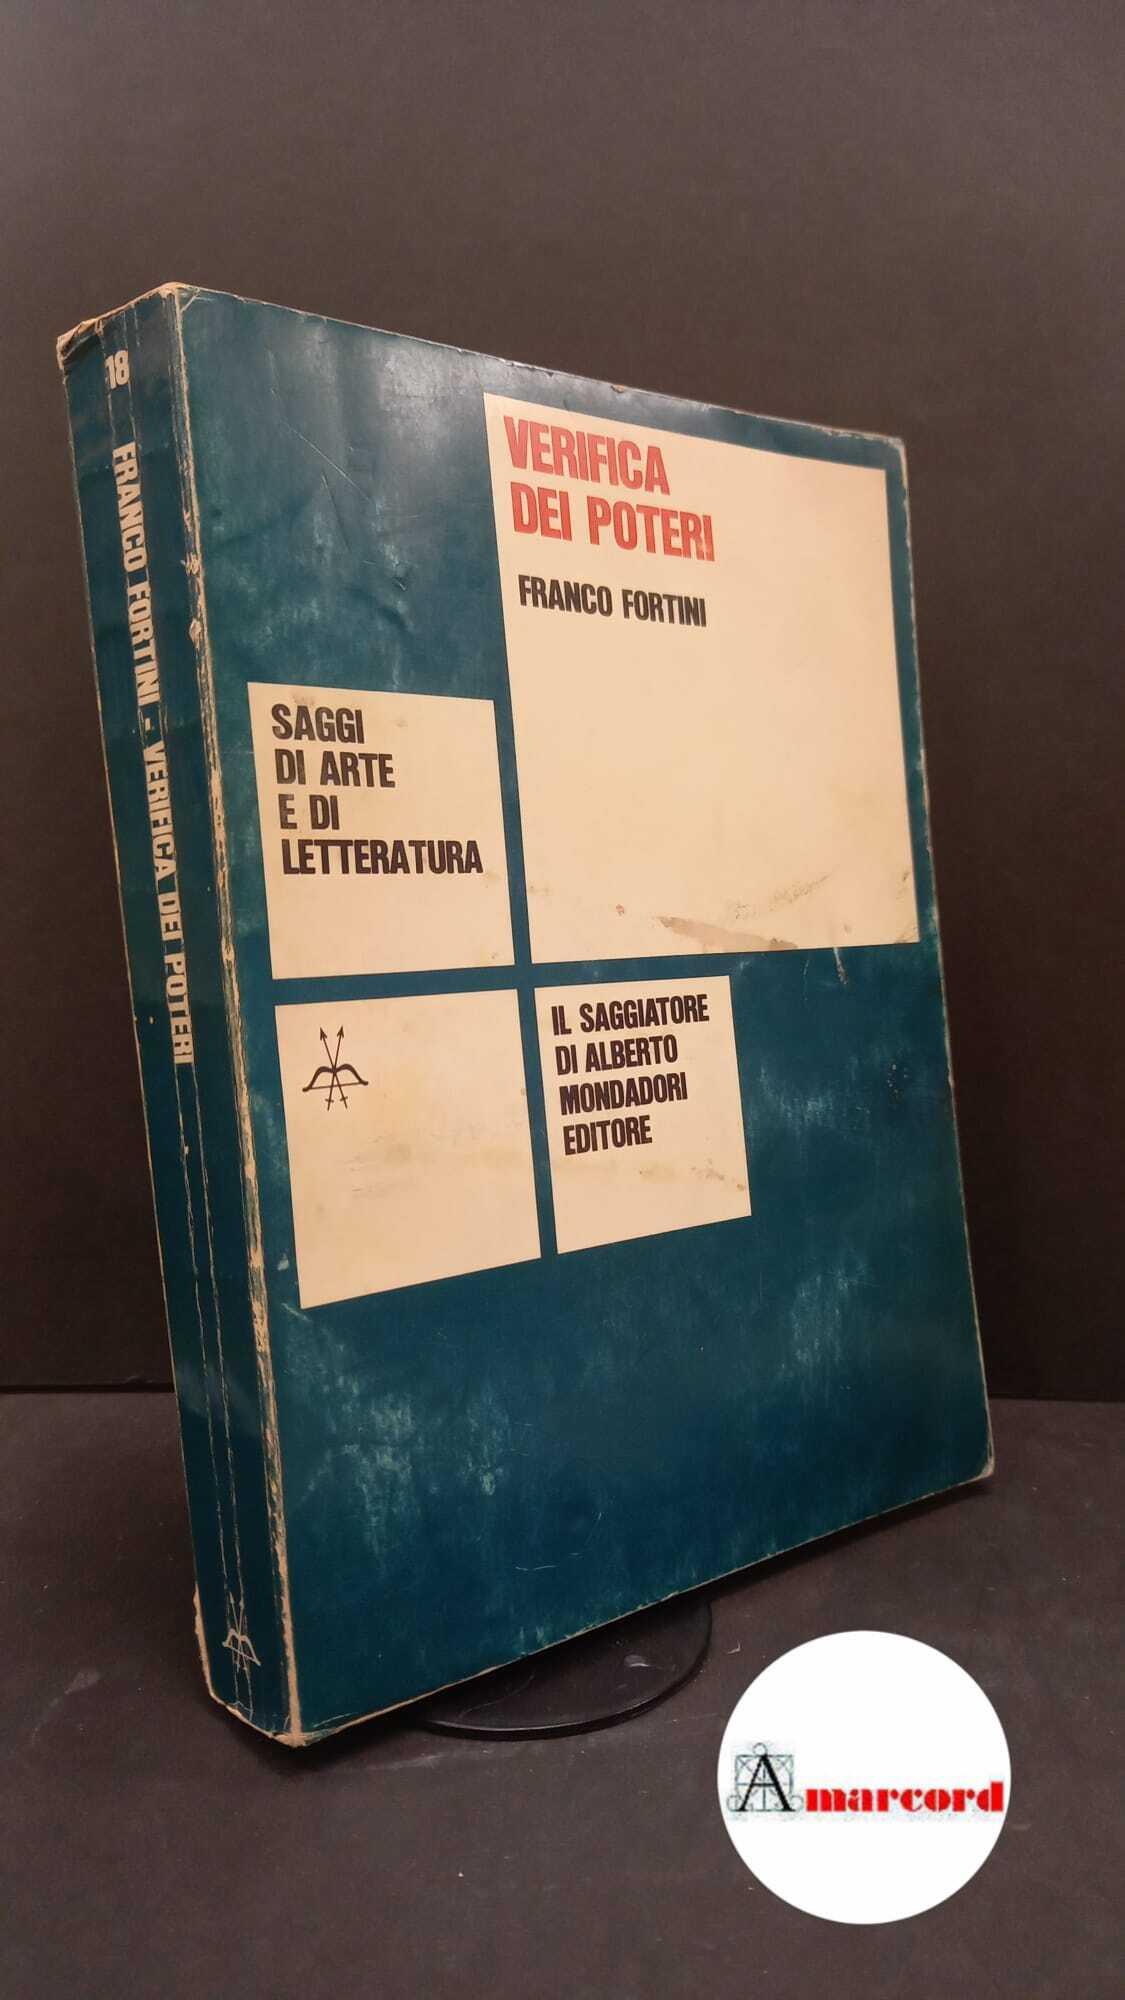 18
FRANCO FORTINI - VERIFICA DEI POTERI
VERIFICA
DEI POTERI
FRANCO FORTINI
SAGGI
DI ARTE
E DI
LETTERATURA
IL SAGGIATORE
DI ALBERTO
MONDADORI
EDITORE
Amarcord